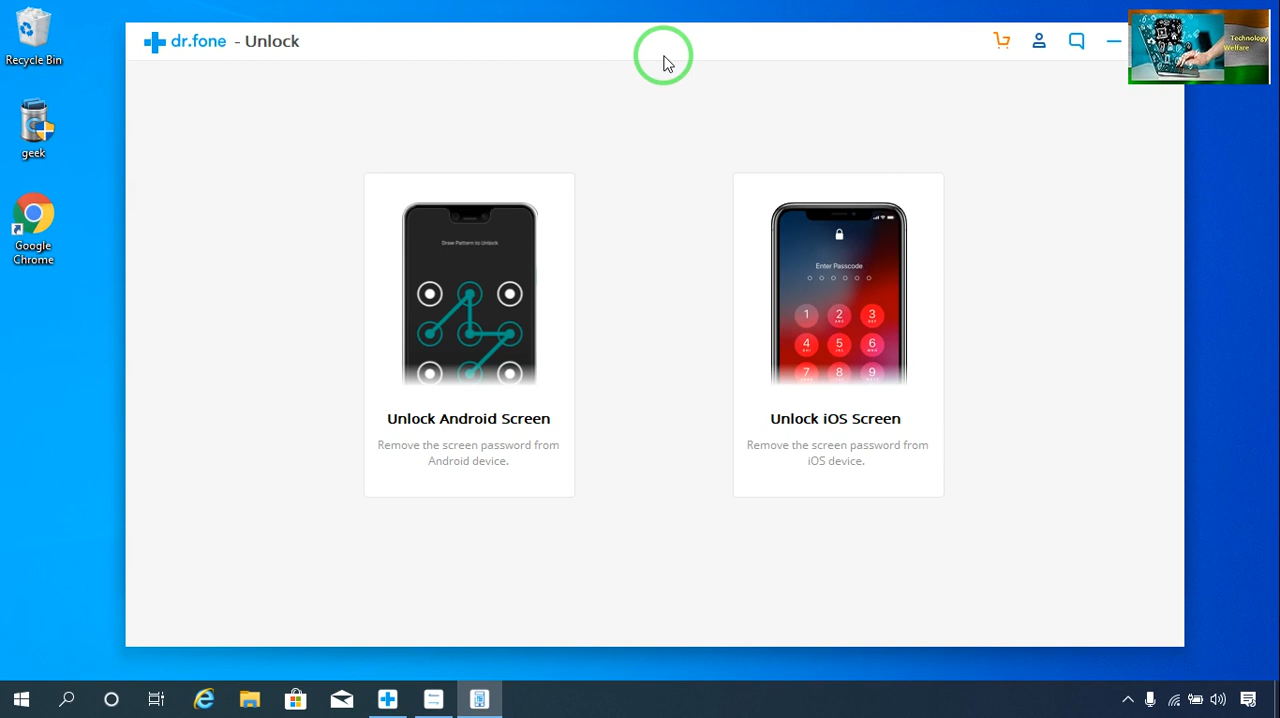 dr.fone - Unlock
Technology
Welfare
Recycle Bin
geek
Google
Chrome
Draw Pattern to Unlock
Enter Passcode
1 2 3
4 5 6
7 8 9
Unlock Android Screen
Remove the screen password from
Android device.
Unlock iOS Screen
Remove the screen password from
iOS device.